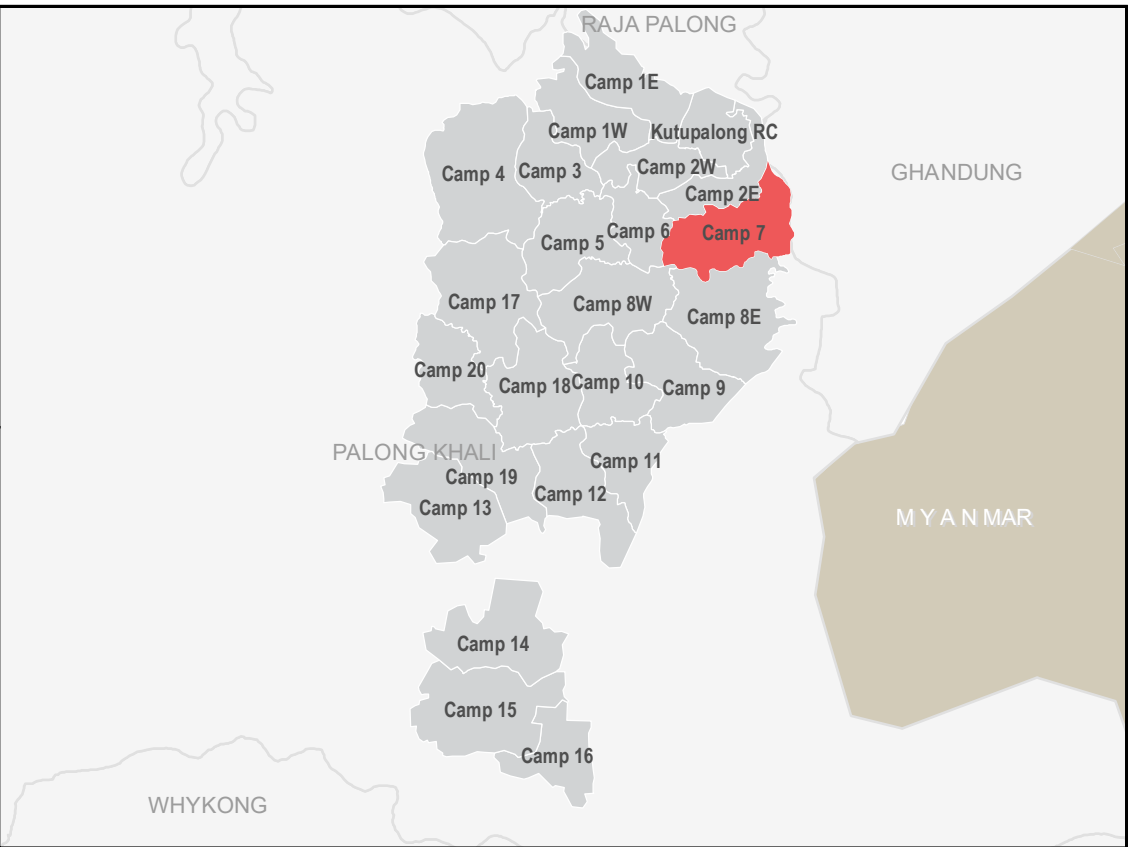 RAJA PALONG
Camp 1E
Camp 1W
Kutupalong RC
Camp 4
Camp 3
Camp 2W
GHANDUNG
Camp 2E
Camp 5
Camp 6
Camp 7
Camp 17
Camp 8W
Camp 8E
Camp 20
Camp 18
Camp 10
Camp 9
PALONG KHALI
Camp 19
Camp 11
Camp 13
Camp 12
M Y A N MAR
Camp 14
Camp 15
Camp 16
WHYKONG